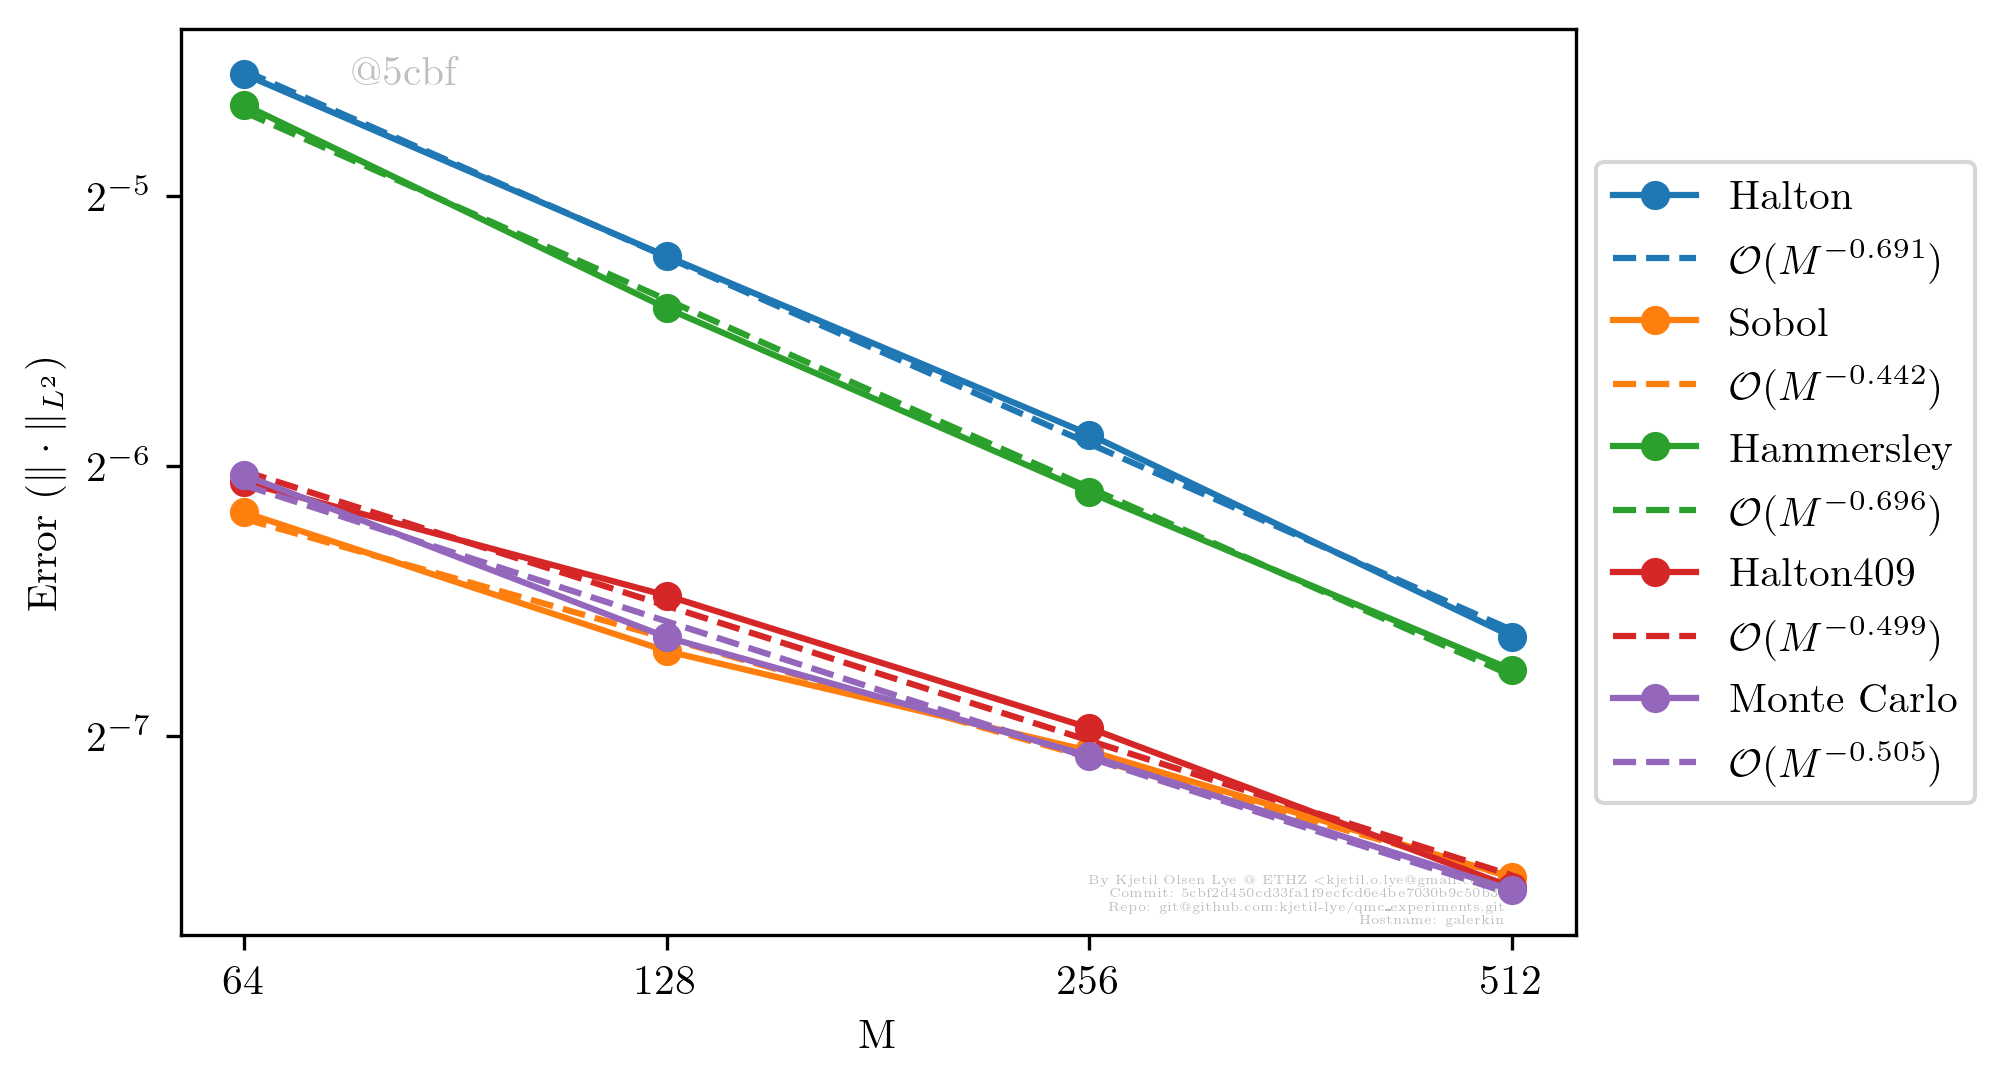 @5cbf
2⁻⁵
2⁻⁶
2⁻⁷
Error (|| · ||_{L²})
64 128 256 512
M
Halton
𝒪(M⁻⁰·⁶⁹¹)
Sobol
𝒪(M⁻⁰·⁴⁴²)
Hammersley
𝒪(M⁻⁰·⁶⁹⁶)
Halton409
𝒪(M⁻⁰·⁴⁹⁹)
Monte Carlo
𝒪(M⁻⁰·⁵⁰⁵)
By Kjetil Olsen Lye @ ETHZ <kjetil.o.lye@gmail
Commit: 5cbf2d450cd33fa1f9ecfcd6e4be7030b9c50b3
Repo: git@github.com:kjetil-lye/qmc_experiments.git
Hostname: galerkin